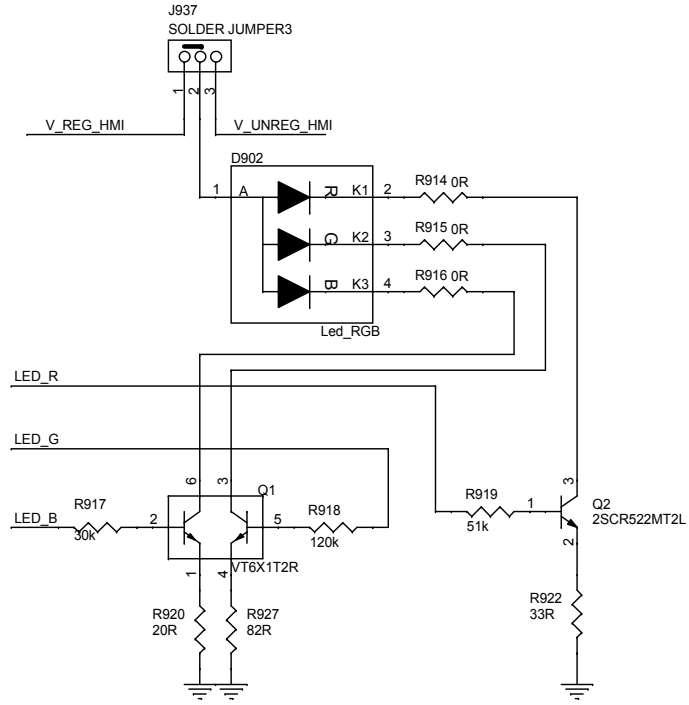 J937
SOLDER JUMPER3
1 2 3
V_REG_HMI V_UNREG_HMI
D902
1 A R K1 2 R914 0R
G K2 3 R915 0R
B K3 4 R916 0R
Led_RGB
LED_R
LED_G
6 3 Q1
R917
30k
LED_B
2 5
R918
120k
VT6X1T2R
1 4
R920
20R
R927
82R
R919
51k
1 3 2
Q2
2SCR522MT2L
R922
33R